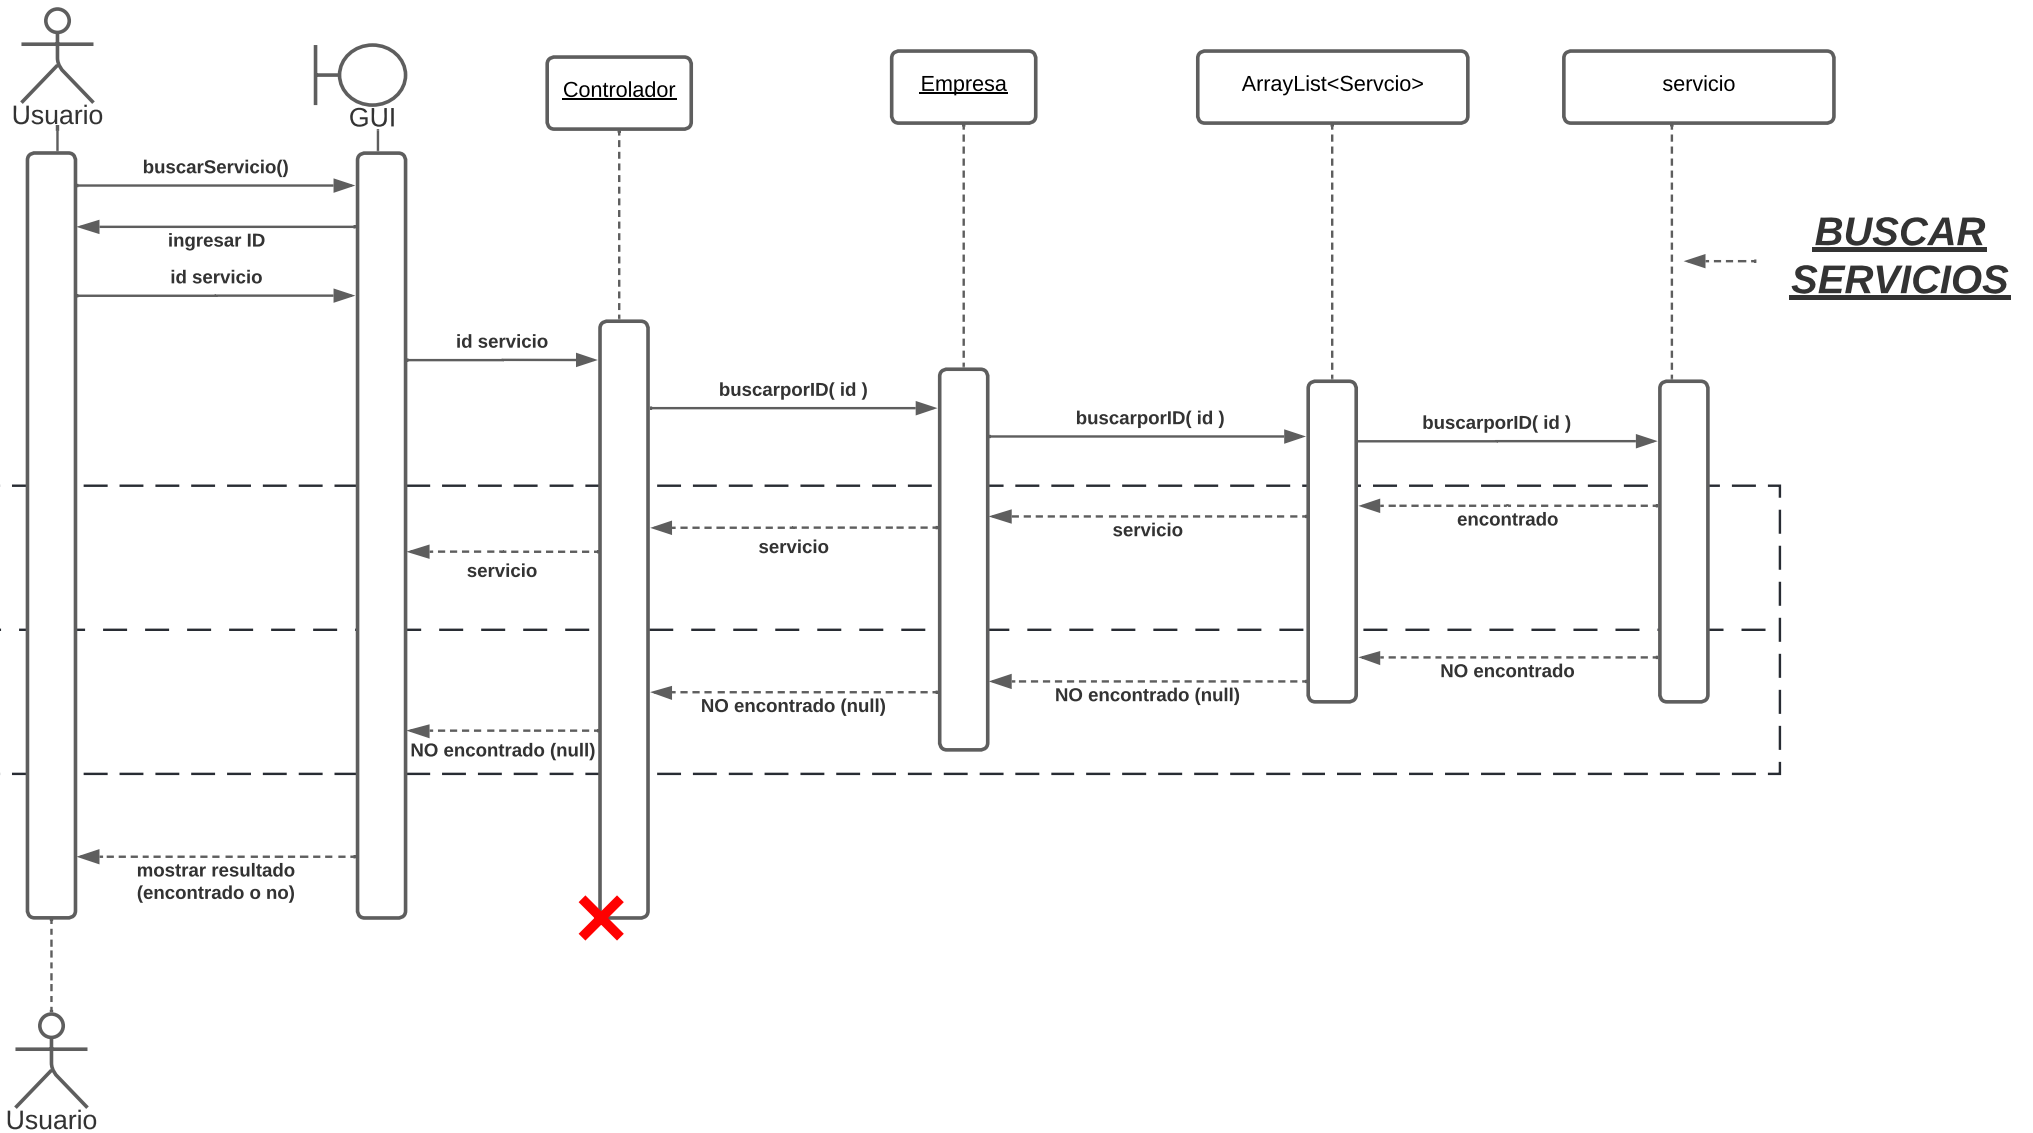 Usuario
GUI
Controlador
Empresa
ArrayList<Servcio>
servicio
buscarServicio()
ingresar ID
id servicio
BUSCAR
SERVICIOS
id servicio
buscarporID( id )
buscarporID( id )
buscarporID( id )
encontrado
servicio
servicio
servicio
NO encontrado
NO encontrado (null)
NO encontrado (null)
NO encontrado (null)
mostrar resultado
(encontrado o no)
Usuario